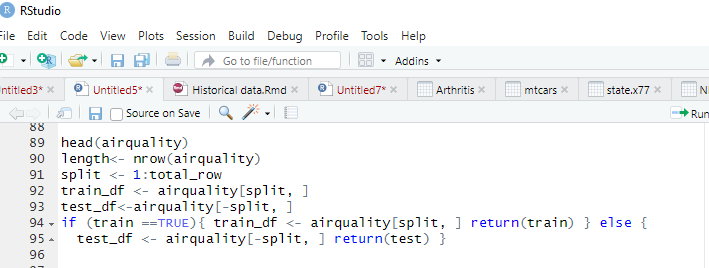 RStudio
File Edit Code View Plots Session Build Debug Profile Tools Help
Go to file/function Addins
ntitled3* Untitled5* Historical data.Rmd Untitled7* Arthritis mtcars state.x77 N
Source on Save Run
88
89 head(airquality)
90 length<- nrow(airquality)
91 split <- 1:total_row
92 train_df <- airquality[split, ]
93 test_df<-airquality[-split, ]
94 if (train ==TRUE){ train_df <- airquality[split, ] return(train) } else {
95 test_df <- airquality[-split, ] return(test) }
96